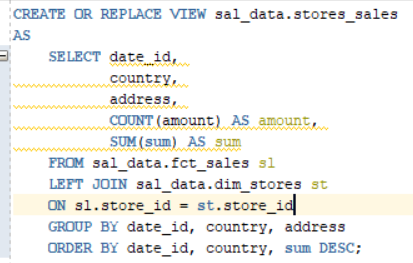 CREATE OR REPLACE VIEW sal_data.stores_sales
AS
SELECT date_id,
country,
address,
COUNT(amount) AS amount,
SUM(sum) AS sum
FROM sal_data.fct_sales sl
LEFT JOIN sal_data.dim_stores st
ON sl.store_id = st.store_id
GROUP BY date_id, country, address
ORDER BY date_id, country, sum DESC;